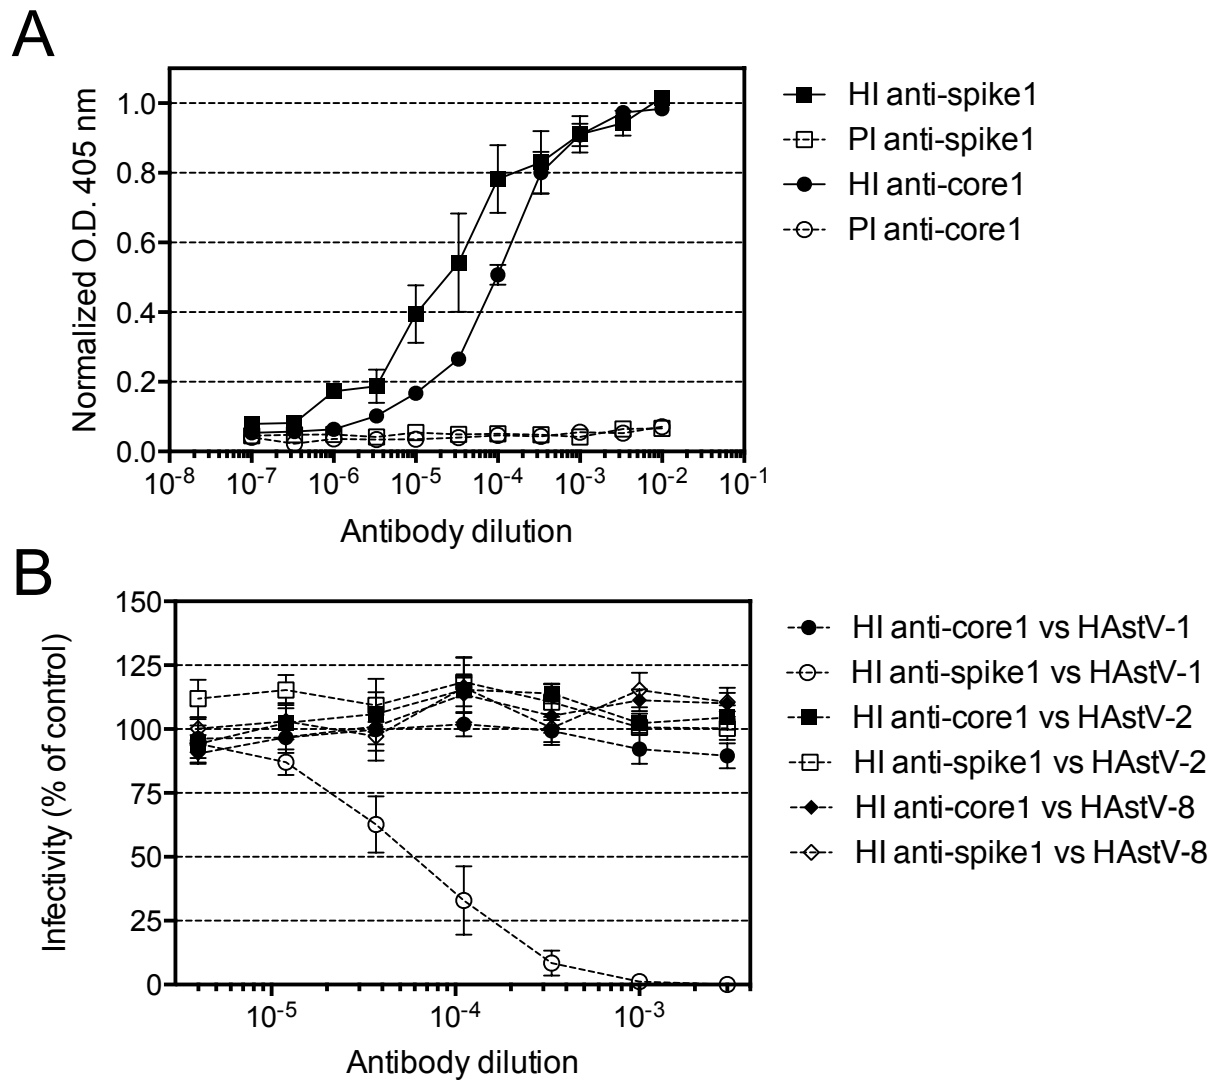 A
Normalized O.D. 405 nm
1.0
0.8
0.6
0.4
0.2
0.0
10-8 10-7 10-6 10-5 10-4 10-3 10-2 10-1
Antibody dilution
HI anti-spike1
PI anti-spike1
HI anti-core1
PI anti-core1
B
Infectivity (% of control)
150
125
100
75
50
25
0
10-5 10-4 10-3
Antibody dilution
HI anti-core1 vs HAstV-1
HI anti-spike1 vs HAstV-1
HI anti-core1 vs HAstV-2
HI anti-spike1 vs HAstV-2
HI anti-core1 vs HAstV-8
HI anti-spike1 vs HAstV-8